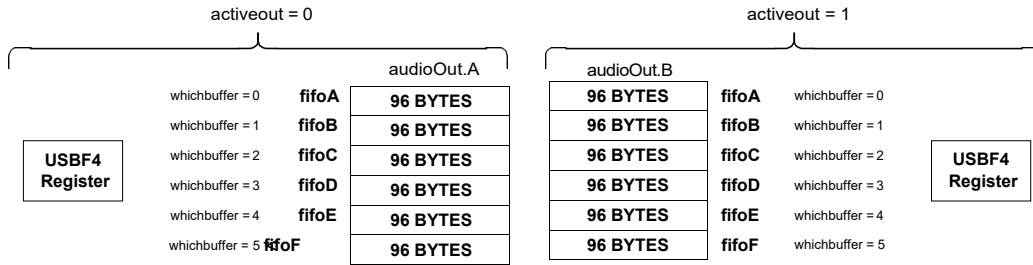 activeout = 0
activeout = 1
audioOut.A
audioOut.B
whichbuffer = 0 fifoA 96 BYTES
96 BYTES fifoA whichbuffer = 0
whichbuffer = 1 fifoB 96 BYTES
96 BYTES fifoB whichbuffer = 1
whichbuffer = 2 fifoC 96 BYTES
96 BYTES fifoC whichbuffer = 2
USBF4
Register
USBF4
Register
whichbuffer = 3 fifoD 96 BYTES
96 BYTES fifoD whichbuffer = 3
whichbuffer = 4 fifoE 96 BYTES
96 BYTES fifoE whichbuffer = 4
whichbuffer = 5 fifoF 96 BYTES
96 BYTES fifoF whichbuffer = 5